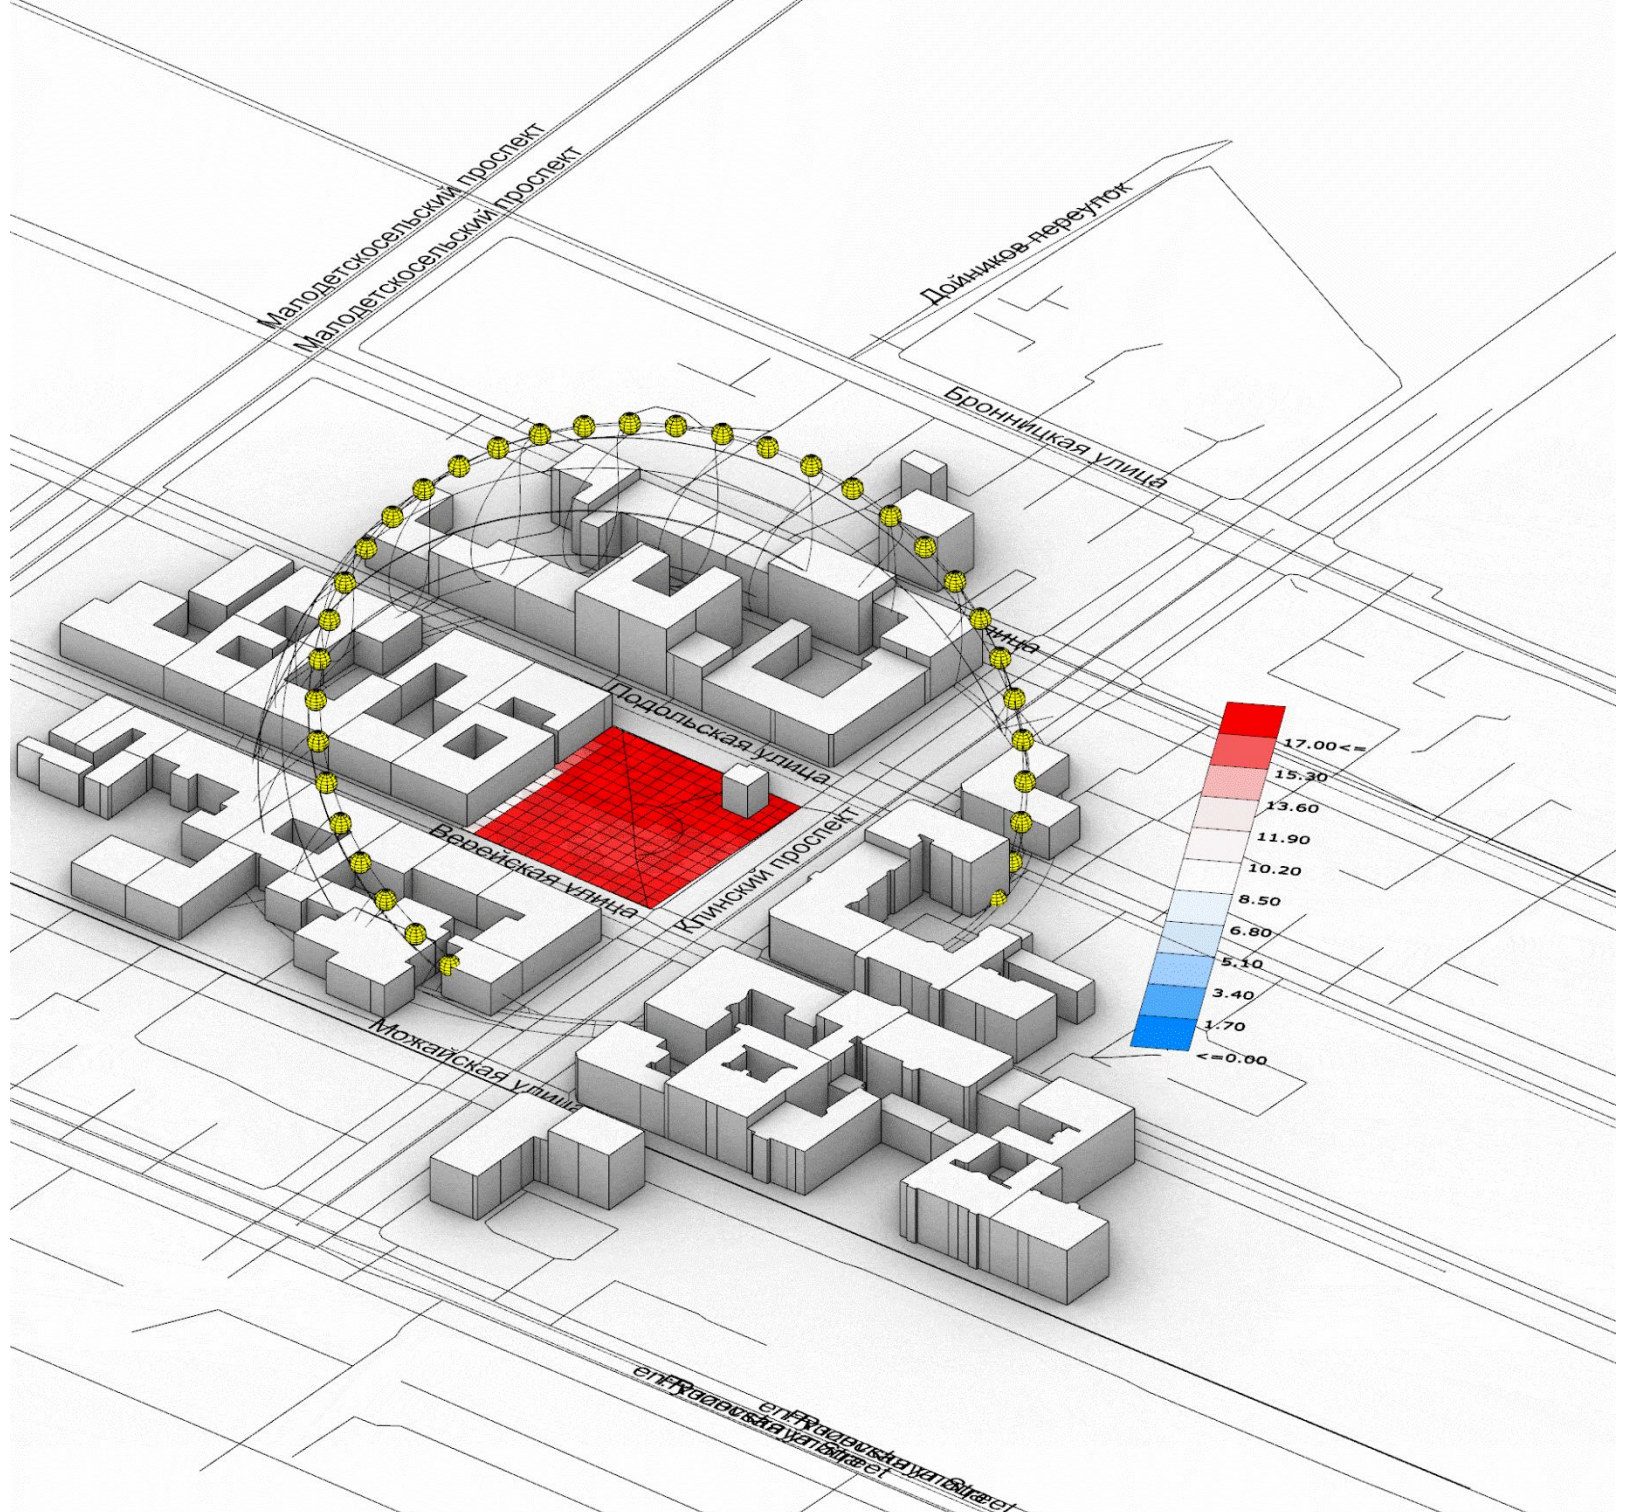 Малодетскосельский проспект
Малодетскосельский проспект
Дойников переулок
Бронницкая улица
Подольская улица
Верейская улица
Клинский проспект
Можайская улица
17.00<=
15.30
13.60
11.90
10.20
8.50
6.80
5.10
3.40
1.70
<=0.00